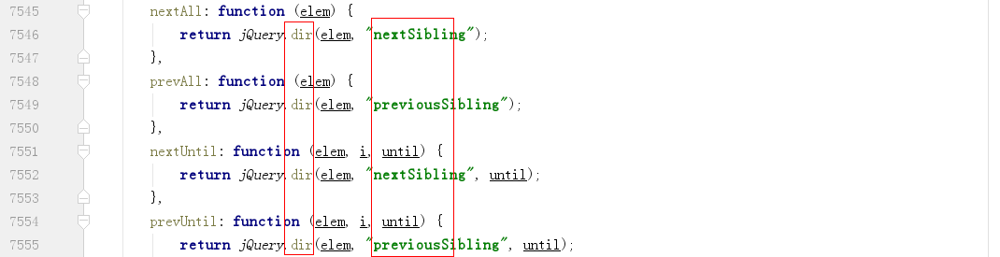 7545 nextAll: function (elem) {
7546 return jQuery.dir(elem, "nextSibling");
7547 },
7548 prevAll: function (elem) {
7549 return jQuery.dir(elem, "previousSibling");
7550 },
7551 nextUntil: function (elem, i, until) {
7552 return jQuery.dir(elem, "nextSibling", until);
7553 },
7554 prevUntil: function (elem, i, until) {
7555 return jQuery.dir(elem, "previousSibling", until);